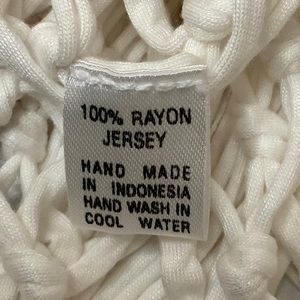 100% RAYON
JERSEY
HAND MADE
IN INDONESIA
HAND WASH IN
COOL WATER